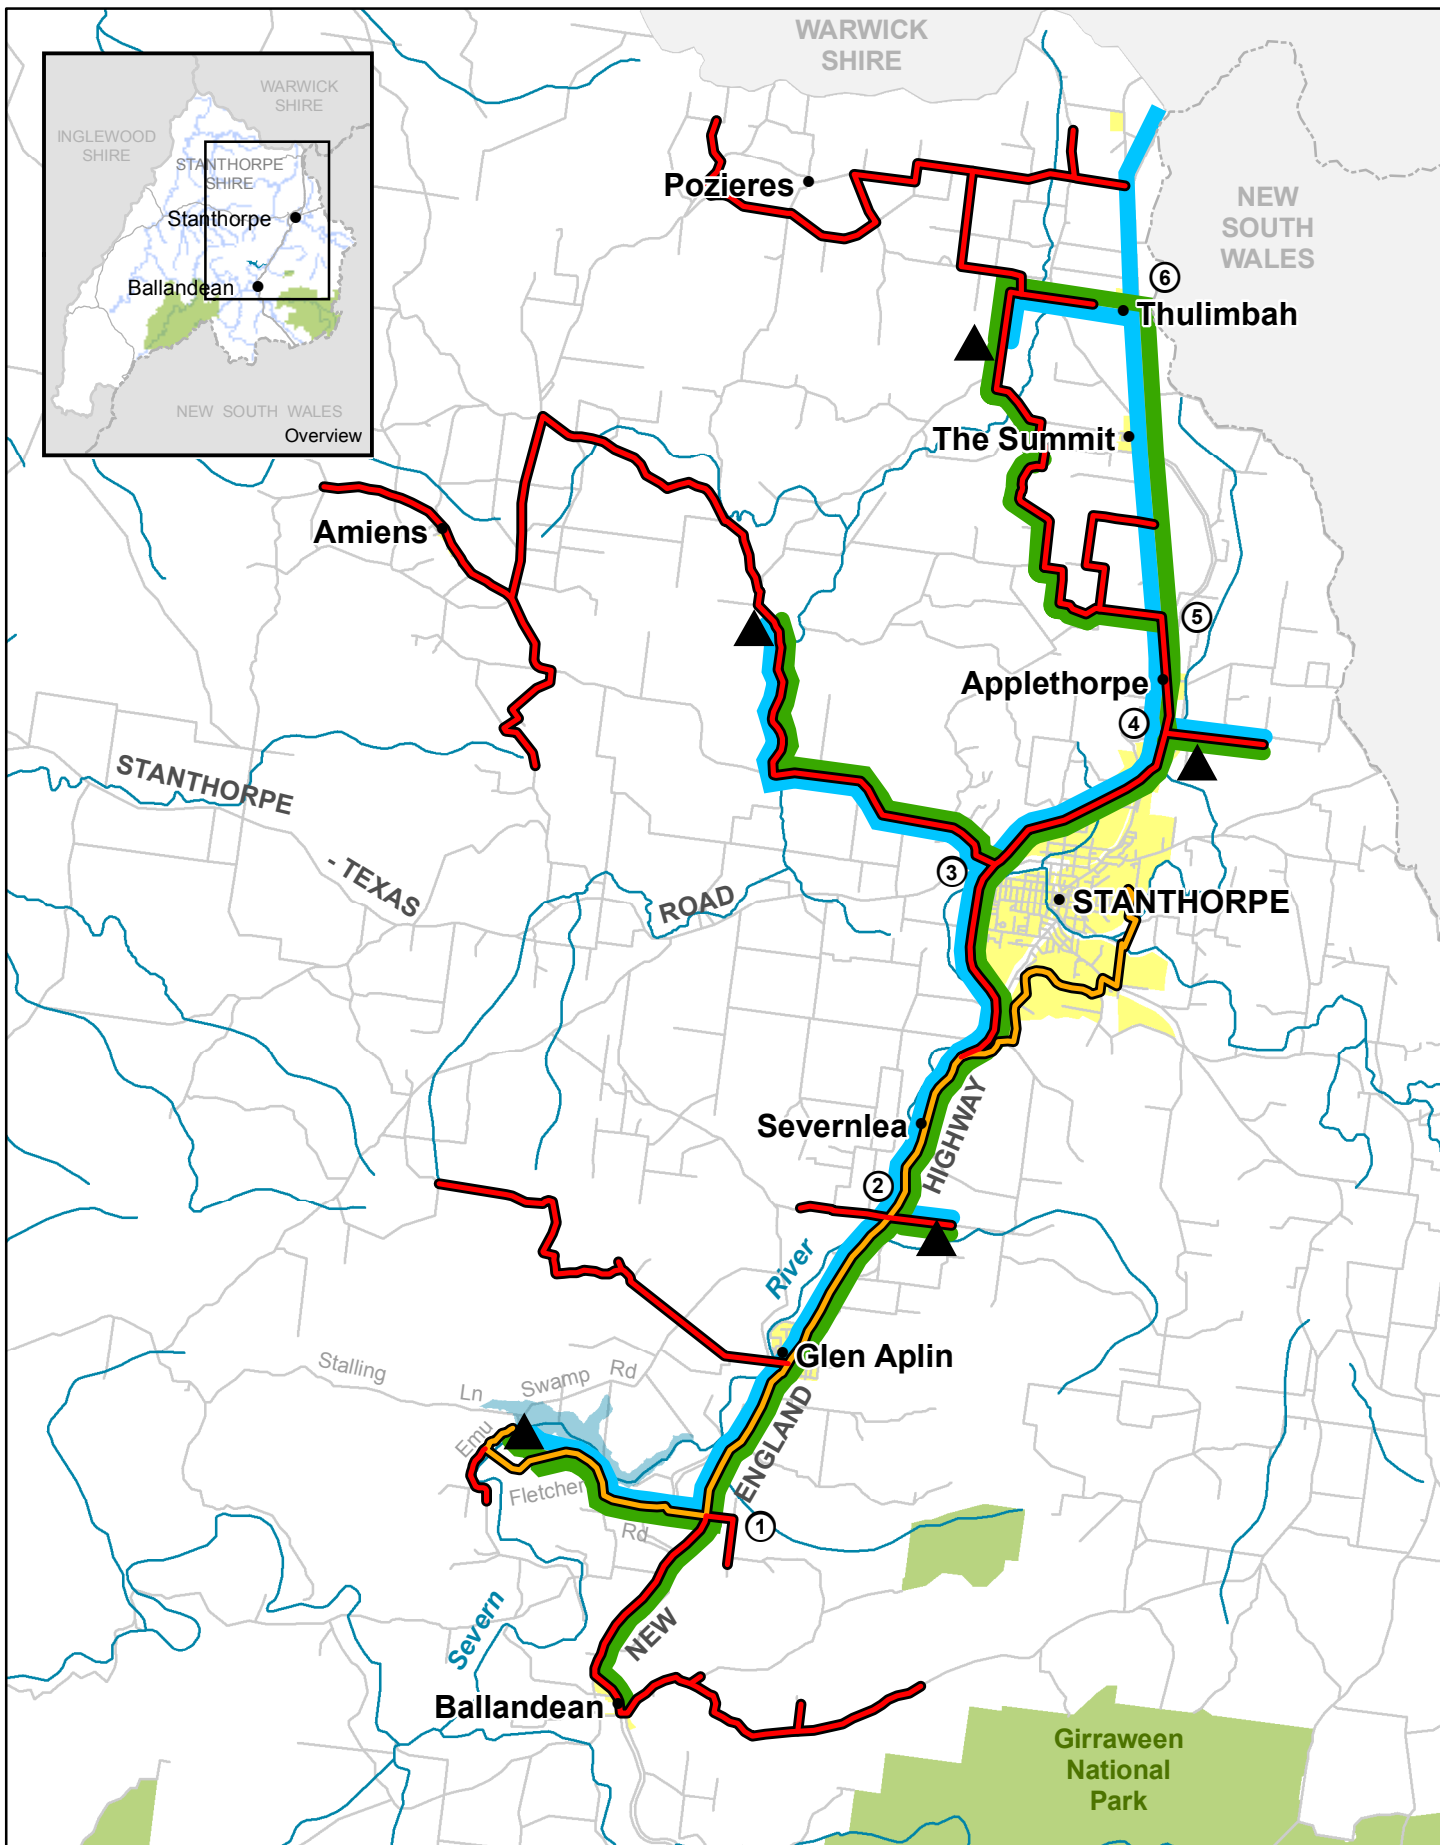 WARWICK
SHIRE
WARWICK
SHIRE
INGLEWOOD
SHIRE
STANTHORPE
SHIRE
Stanthorpe
Ballandean
NEW SOUTH WALES
Overview
Pozieres
NEW
SOUTH
WALES
6
Thulimbah
The Summit
Amiens
5
Applethorpe
4
STANTHORPE
- TEXAS
ROAD
3
STANTHORPE
Severnlea
HIGHWAY
2
River
Glen Aplin
Stalling
Ln
Swamp Rd
Emu
ENGLAND
Fletcher
Rd
1
Severn
NEW
Ballandean
Girraween
National
Park